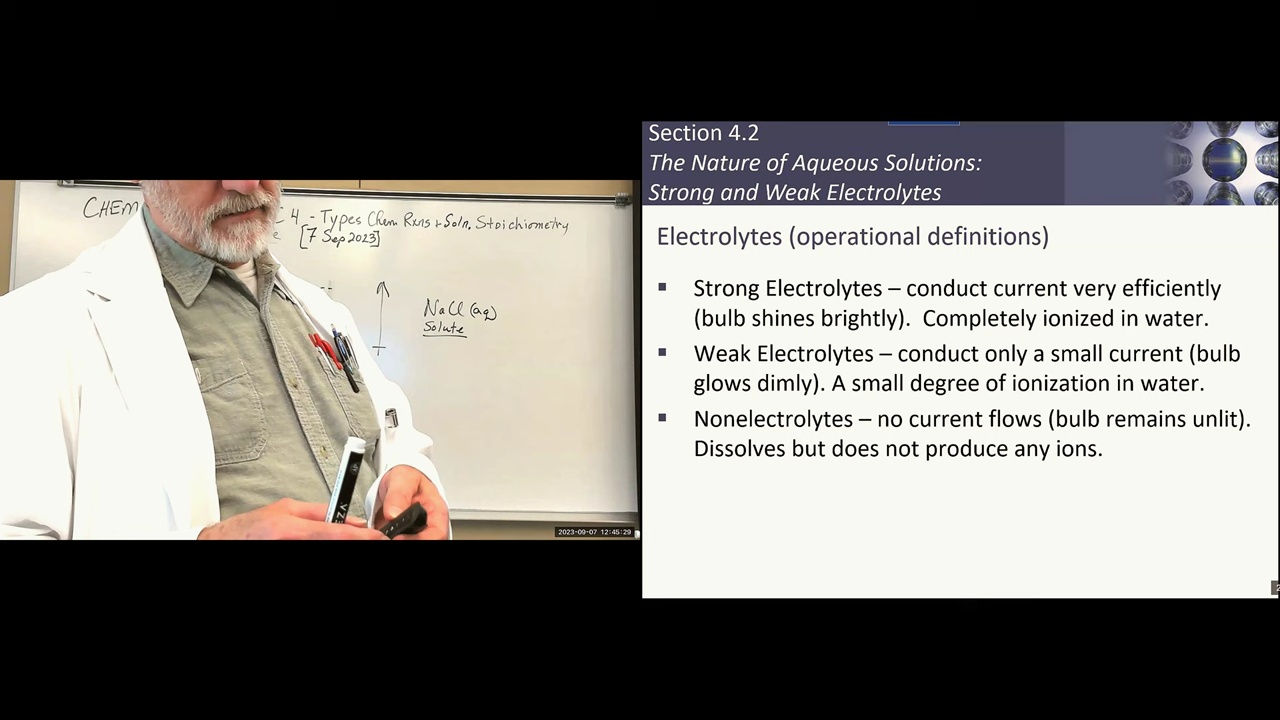 CHEM
4 - Types Chem Rxns + Soln. Stoichiometry
[7 Sep 2023]
NaCl (aq)
Solute
EZA
2023-09-07 12:45:29
Section 4.2
The Nature of Aqueous Solutions:
Strong and Weak Electrolytes
Electrolytes (operational definitions)
▪ Strong Electrolytes – conduct current very efficiently
(bulb shines brightly).  Completely ionized in water.
▪ Weak Electrolytes – conduct only a small current (bulb
glows dimly). A small degree of ionization in water.
▪ Nonelectrolytes – no current flows (bulb remains unlit).
Dissolves but does not produce any ions.